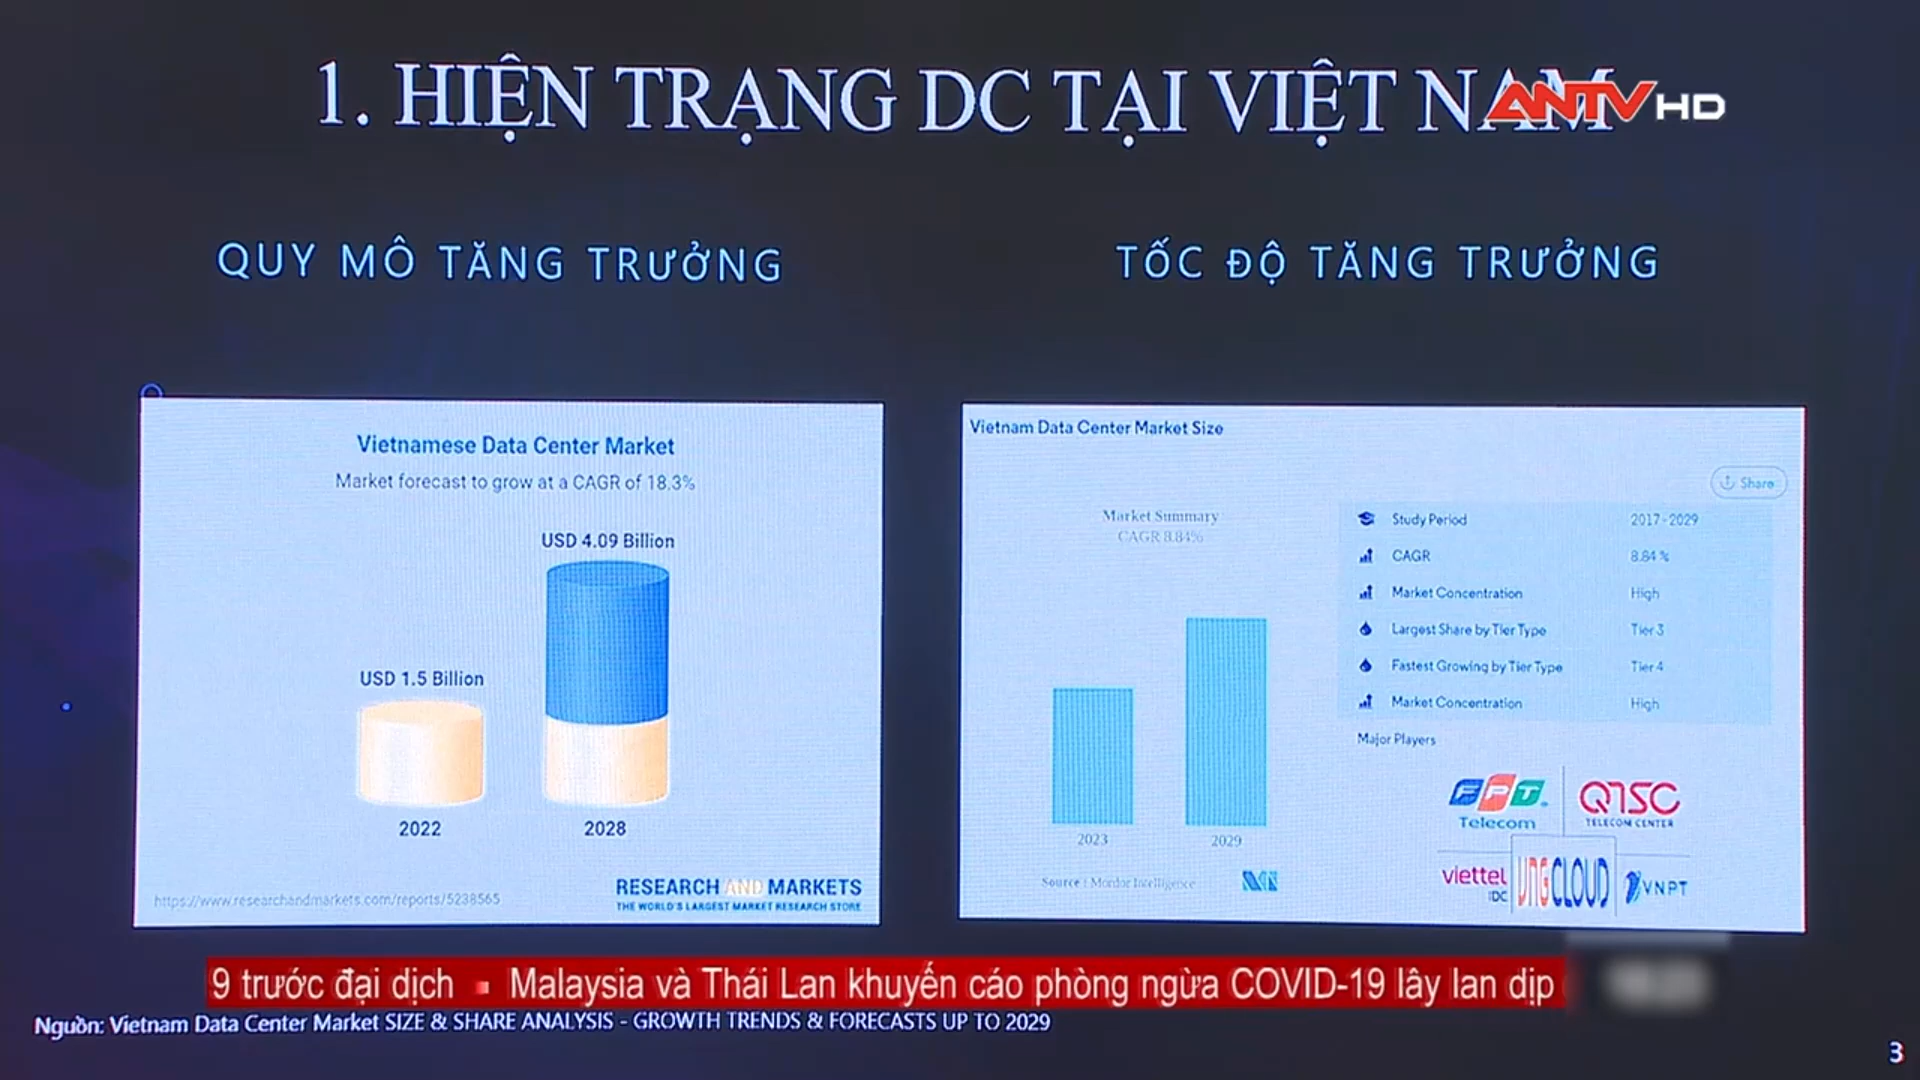 1. HIỆN TRẠNG DC TẠI VIỆT NAM
ANTV HD
QUY MÔ TĂNG TRƯỞNG
TỐC ĐỘ TĂNG TRƯỞNG
Vietnamese Data Center Market
Market forecast to grow at a CAGR of 18.3%
USD 4.09 Billion
USD 1.5 Billion
2022
2028
https://www.researchandmarkets.com/reports/5238565
RESEARCH AND MARKETS
THE WORLD'S LARGEST MARKET RESEARCH STORE
Vietnam Data Center Market Size
Share
Market Summary
CAGR 8.84%
2023
2029
Source : Mordor Intelligence
Study Period 2017 - 2029
CAGR 8.84 %
Market Concentration High
Largest Share by Tier Type Tier 3
Fastest Growing by Tier Type Tier 4
Market Concentration High
Major Players
FPT
Telecom
QTSC
TELECOM CENTER
viettel
IDC
VNG CLOUD
VNPT
9 trước đại dịch ▪ Malaysia và Thái Lan khuyến cáo phòng ngừa COVID-19 lây lan dịp
Nguồn: Vietnam Data Center Market SIZE & SHARE ANALYSIS - GROWTH TRENDS & FORECASTS UP TO 2029
3